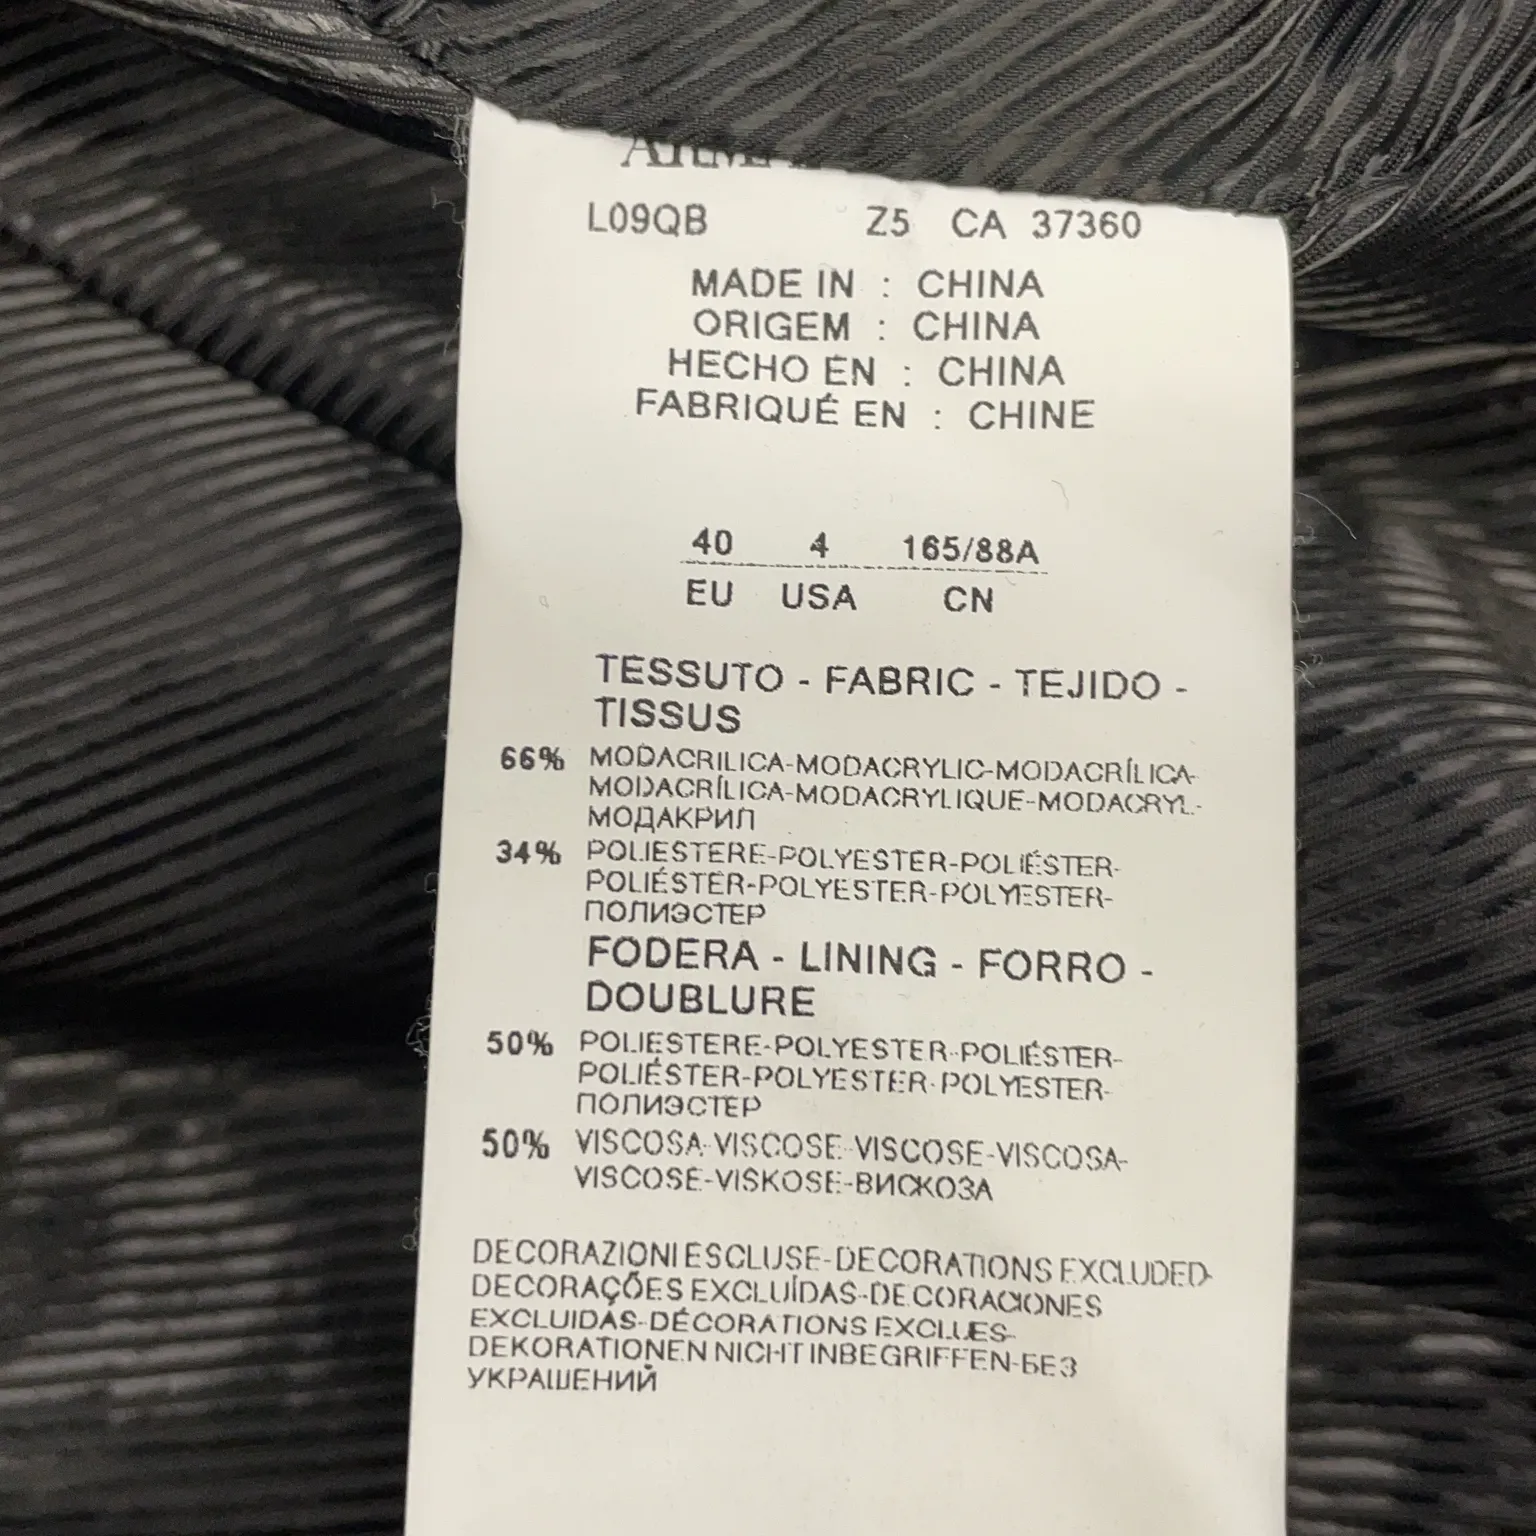 L09QB Z5 CA 37360
MADE IN : CHINA
ORIGEM : CHINA
HECHO EN : CHINA
FABRIQUÉ EN : CHINE
40 4 165/88A
EU USA CN
TESSUTO - FABRIC - TEJIDO -
TISSUS
66% MODACRILICA-MODACRYLIC-MODACRÍLICA-
MODACRÍLICA-MODACRYLIQUE-MODACRYL-
МОДАКРИЛ
34% POLIESTERE-POLYESTER-POLIÉSTER-
POLIÉSTER-POLYESTER-POLYESTER-
ПОЛИЭСТЕР
FODERA - LINING - FORRO -
DOUBLURE
50% POLIESTERE-POLYESTER-POLIÉSTER-
POLIÉSTER-POLYESTER-POLYESTER-
ПОЛИЭСТЕР
50% VISCOSA-VISCOSE-VISCOSE-VISCOSA-
VISCOSE-VISKOSE-ВИСКОЗА
DECORAZIONI ESCLUSE-DECORATIONS EXCLUDED-
DECORAÇÕES EXCLUÍDAS-DECORACIONES
EXCLUIDAS-DÉCORATIONS EXCLUES-
DEKORATIONEN NICHT INBEGRIFFEN-БЕЗ
УКРАШЕНИЙ